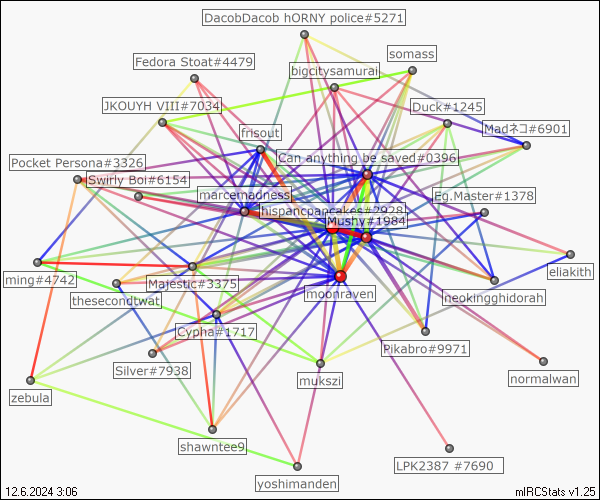 DacobDacob hORNY police#5271
somass
Fedora Stoat#4479
bigcitysamurai
JKOUYH VIII#7034
Duck#1245
Madネコ#6901
frisout
Can anything be saved#0396
Pocket Persona#3326
Swirly Boi#6154
marcemadness
Eg.Master#1378
hispancpancakes#2928
Mushy#1984
ming#4742
Majestic#3375
eliakith
thesecondtwat
moonraven
neokingghidorah
Cypha#1717
Pikabro#9971
Silver#7938
mukszi
normalwan
zebula
shawntee9
yoshimanden
LPK2387 #7690
12.6.2024 3:06
mIRCStats v1.25